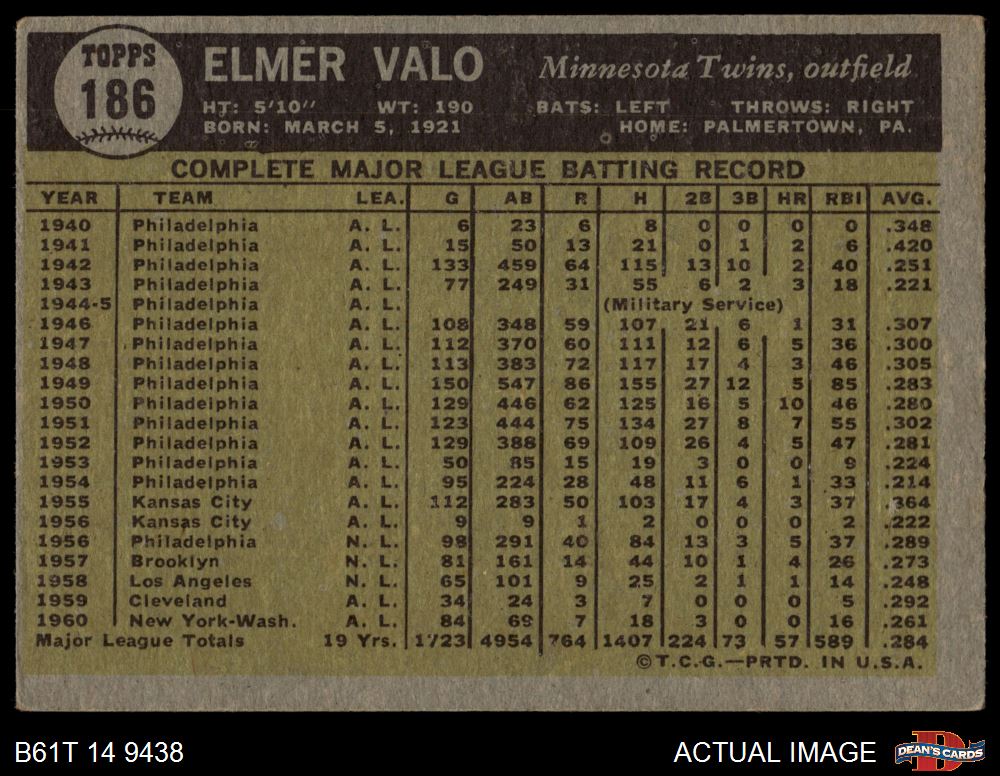 TOPPS
186
ELMER VALO
Minnesota Twins, outfield
HT: 5'10" WT: 190 BATS: LEFT THROWS: RIGHT
BORN: MARCH 5, 1921 HOME: PALMERTOWN, PA.
COMPLETE MAJOR LEAGUE BATTING RECORD
YEAR TEAM LEA. G AB R H 2B 3B HR RBI AVG.
1940 Philadelphia A. L. 6 23 6 8 0 0 0 0 .348
1941 Philadelphia A. L. 15 50 13 21 0 1 2 6 .420
1942 Philadelphia A. L. 133 459 64 115 13 10 2 40 .251
1943 Philadelphia A. L. 77 249 31 55 6 2 3 18 .221
1944-5 Philadelphia A. L. (Military Service)
1946 Philadelphia A. L. 108 348 59 107 21 6 1 31 .307
1947 Philadelphia A. L. 112 370 60 111 12 6 5 36 .300
1948 Philadelphia A. L. 113 383 72 117 17 4 3 46 .305
1949 Philadelphia A. L. 150 547 86 155 27 12 5 85 .283
1950 Philadelphia A. L. 129 446 62 125 16 5 10 46 .280
1951 Philadelphia A. L. 123 444 75 134 27 8 7 55 .302
1952 Philadelphia A. L. 129 388 69 109 26 4 5 47 .281
1953 Philadelphia A. L. 50 85 15 19 3 0 0 9 .224
1954 Philadelphia A. L. 95 224 28 48 11 6 1 33 .214
1955 Kansas City A. L. 112 283 50 103 17 4 3 37 .364
1956 Kansas City A. L. 9 9 1 2 0 0 0 2 .222
1956 Philadelphia N. L. 98 291 40 84 13 3 5 37 .289
1957 Brooklyn N. L. 81 161 14 44 10 1 4 26 .273
1958 Los Angeles N. L. 65 101 9 25 2 1 1 14 .248
1959 Cleveland A. L. 34 24 3 7 0 0 0 5 .292
1960 New York-Wash. A. L. 84 69 7 18 3 0 0 16 .261
Major League Totals 19 Yrs. 1723 4954 764 1407 224 73 57 589 .284
©T.C.G.—PRTD. IN U.S.A.
B61T 14 9438
ACTUAL IMAGE
D
DEAN'S CARDS